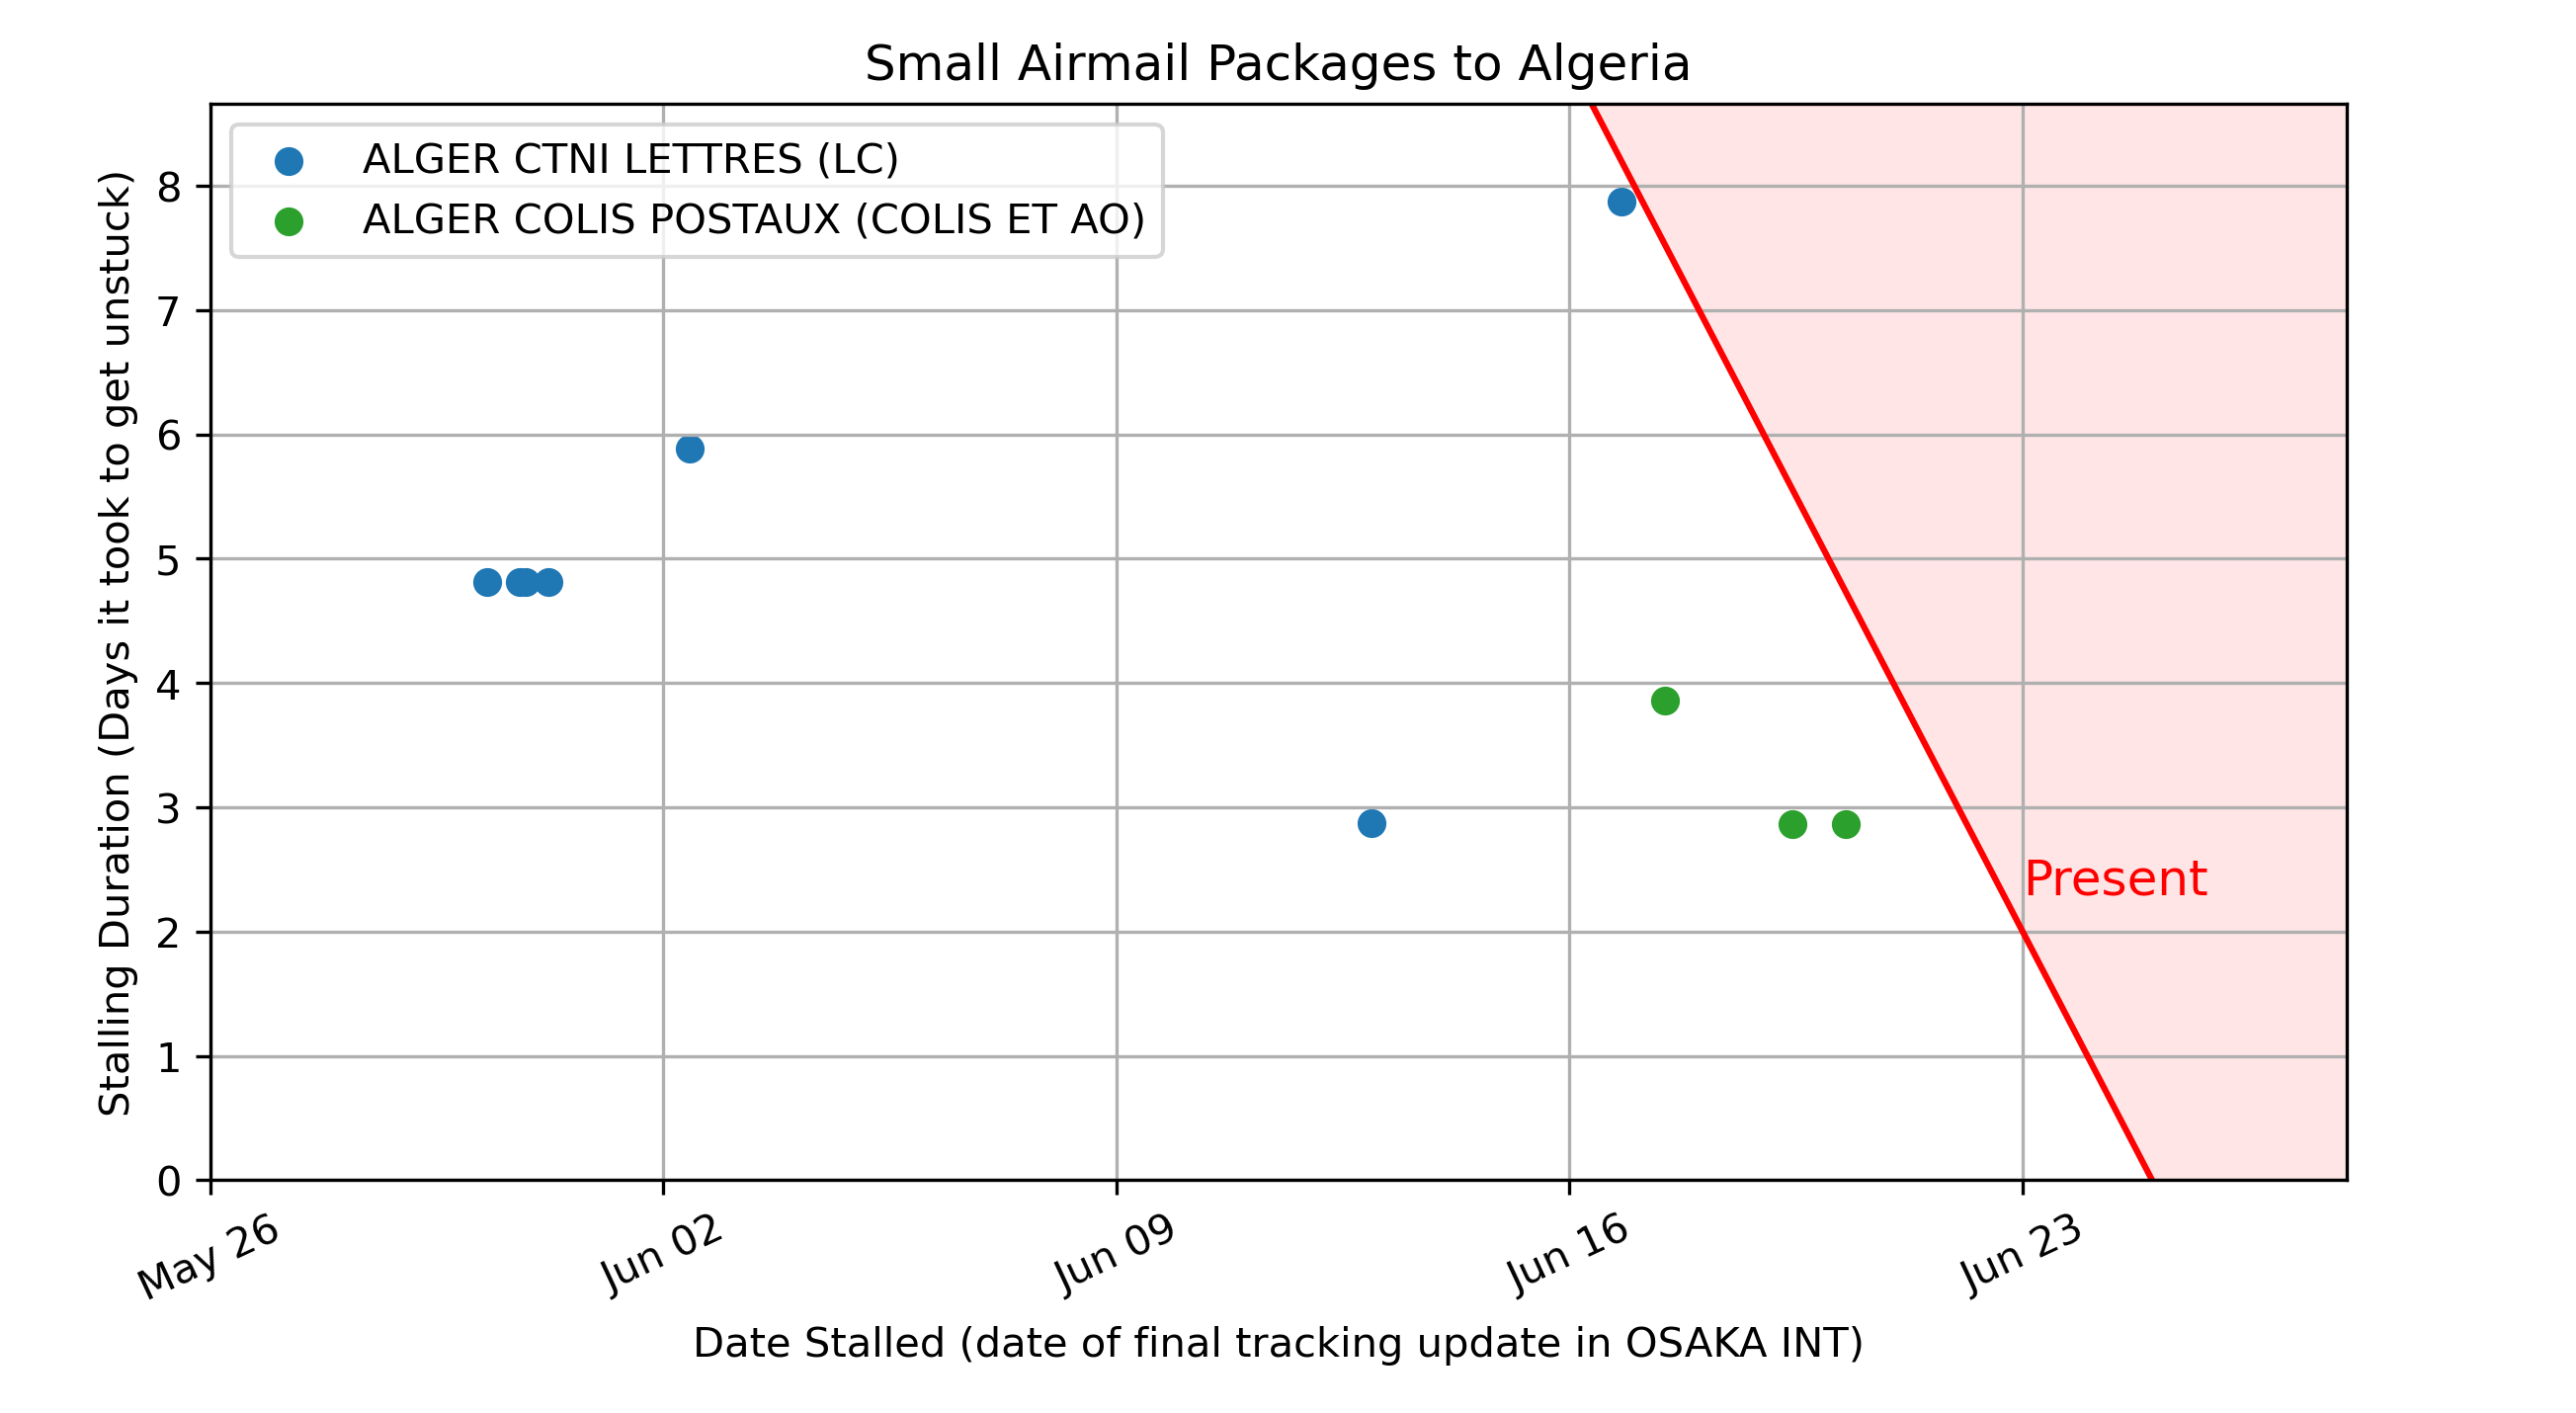 Small Airmail Packages to Algeria
ALGER CTNI LETTRES (LC)
ALGER COLIS POSTAUX (COLIS ET AO)
Stalling Duration (Days it took to get unstuck)
8
7
6
5
4
3
2
1
0
Present
May 26
Jun 02
Jun 09
Jun 16
Jun 23
Date Stalled (date of final tracking update in OSAKA INT)